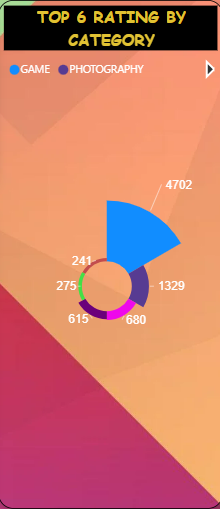 TOP 6 RATING BY
CATEGORY
GAME PHOTOGRAPHY
4702
241
275 1329
615 680